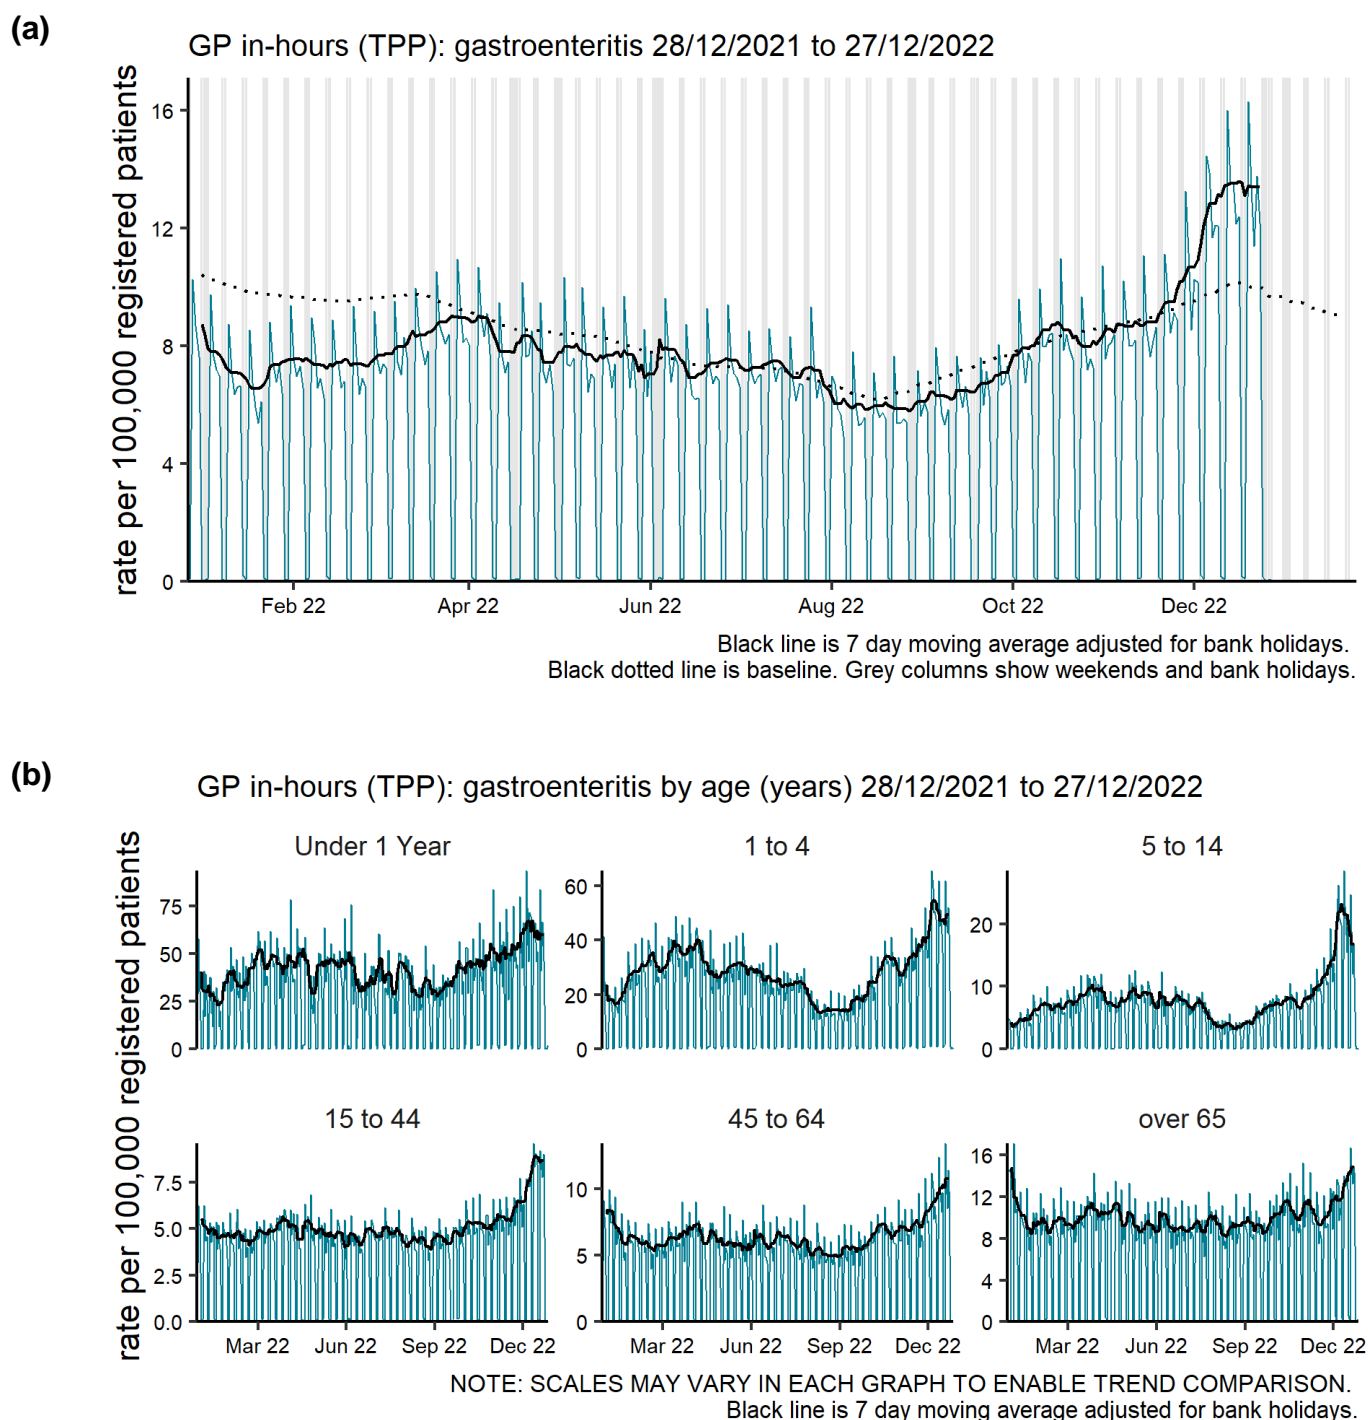 (a)
GP in-hours (TPP): gastroenteritis 28/12/2021 to 27/12/2022
rate per 100,000 registered patients
16
12
8
4
0
Feb 22 Apr 22 Jun 22 Aug 22 Oct 22 Dec 22
Black line is 7 day moving average adjusted for bank holidays.
Black dotted line is baseline. Grey columns show weekends and bank holidays.
(b)
GP in-hours (TPP): gastroenteritis by age (years) 28/12/2021 to 27/12/2022
rate per 100,000 registered patients
Under 1 Year
75
50
25
0
1 to 4
60
40
20
0
5 to 14
20
10
0
15 to 44
7.5
5.0
2.5
0.0
Mar 22 Jun 22 Sep 22 Dec 22
45 to 64
10
5
0
Mar 22 Jun 22 Sep 22 Dec 22
over 65
16
12
8
4
0
Mar 22 Jun 22 Sep 22 Dec 22
NOTE: SCALES MAY VARY IN EACH GRAPH TO ENABLE TREND COMPARISON.
Black line is 7 day moving average adjusted for bank holidays.